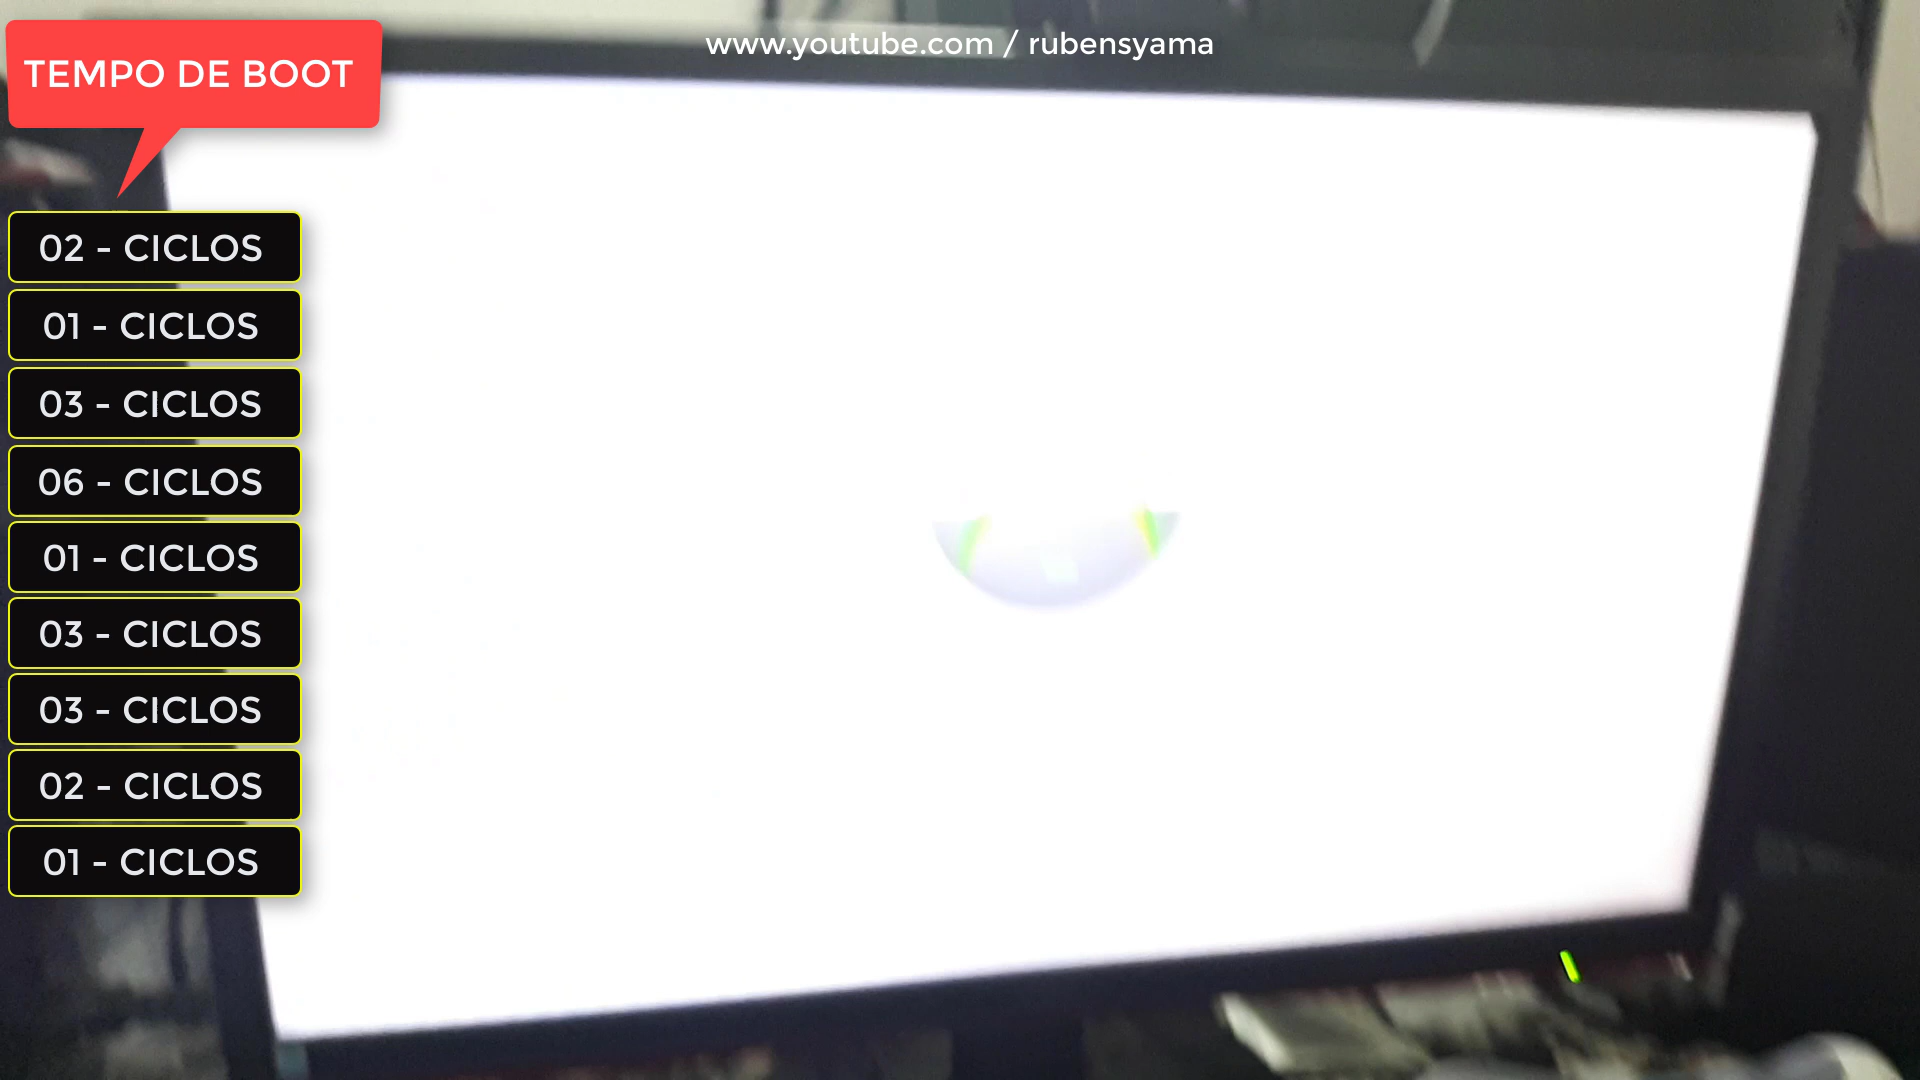 www.youtube.com / rubensyama
TEMPO DE BOOT
02 - CICLOS
01 - CICLOS
03 - CICLOS
06 - CICLOS
01 - CICLOS
03 - CICLOS
03 - CICLOS
02 - CICLOS
01 - CICLOS